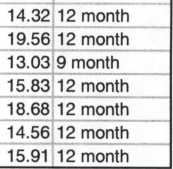 14.32 12 month
19.56 12 month
13.03 9 month
15.83 12 month
18.68 12 month
14.56 12 month
15.91 12 month